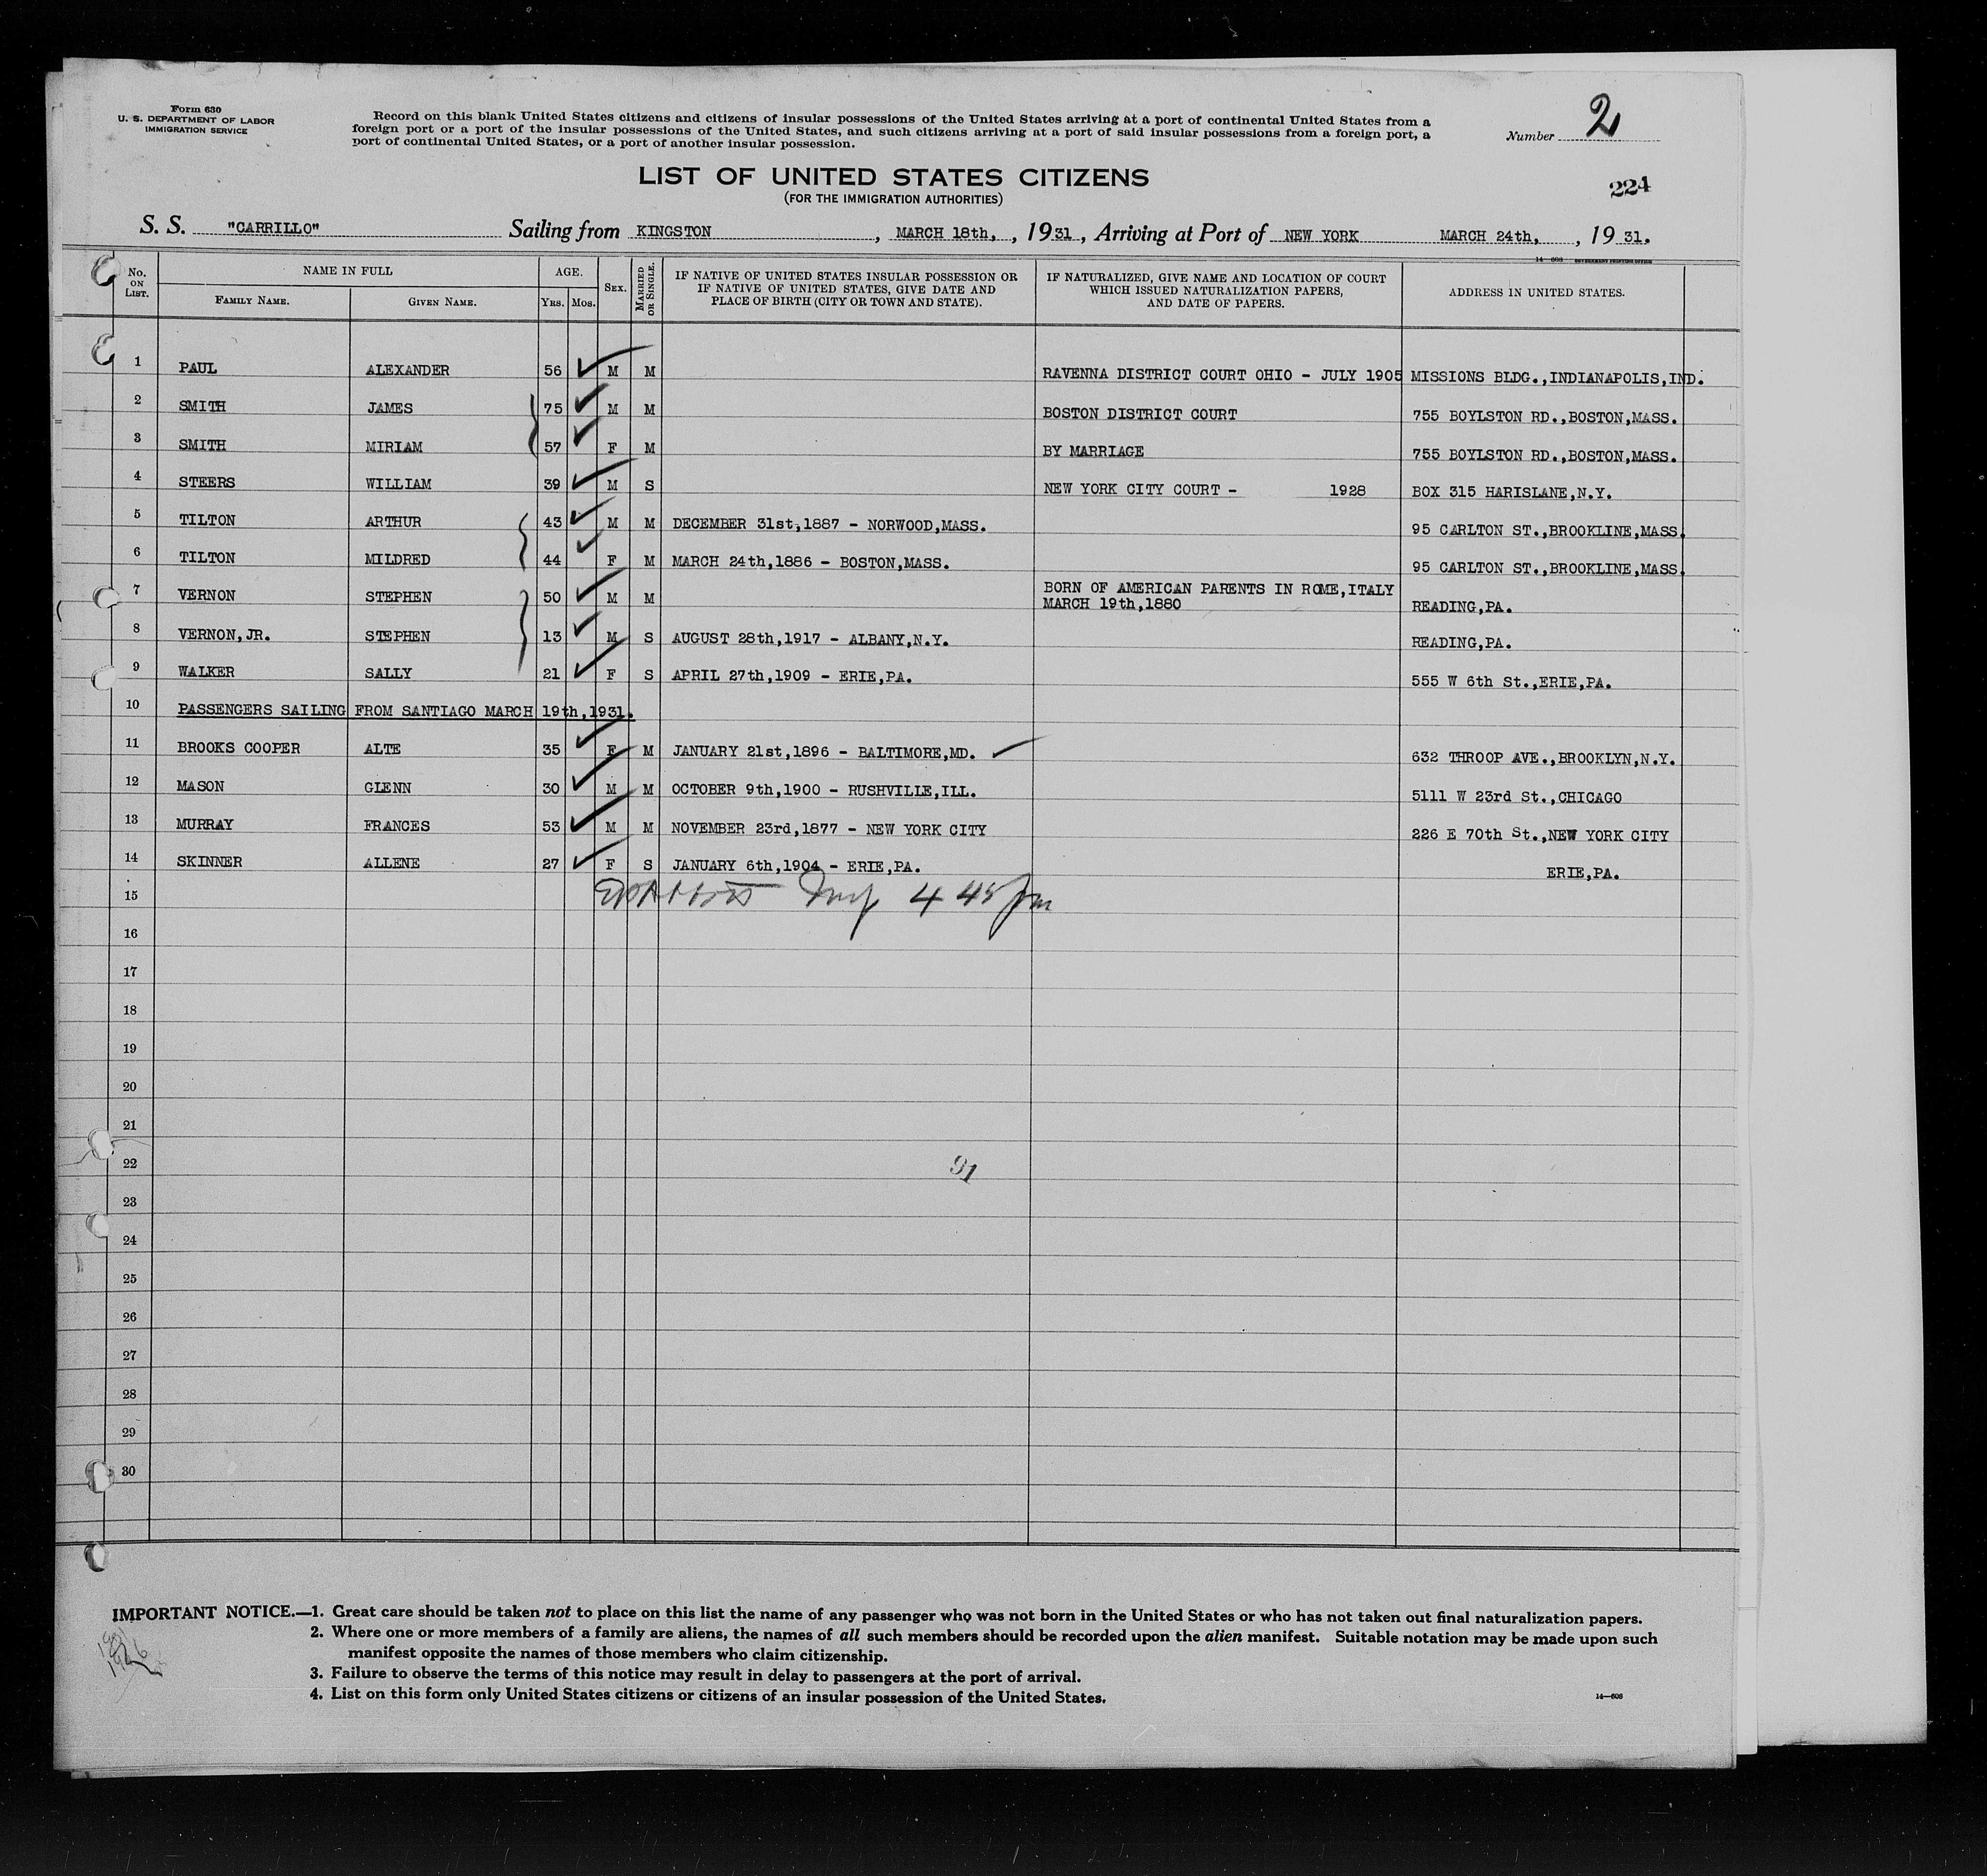 Form 630
U. S. DEPARTMENT OF LABOR
IMMIGRATION SERVICE
Record on this blank United States citizens and citizens of insular possessions of the United States arriving at a port of continental United States from a
foreign port or a port of the insular possessions of the United States, and such citizens arriving at a port of said insular possessions from a foreign port, a
port of continental United States, or a port of another insular possession.
Number 2
LIST OF UNITED STATES CITIZENS
(FOR THE IMMIGRATION AUTHORITIES)
224
S. S. "CARRILLO" Sailing from KINGSTON, MARCH 18th, , 1931, Arriving at Port of NEW YORK MARCH 24th, , 19 31.
14—608 GOVERNMENT PRINTING OFFICE
No. ON LIST. NAME IN FULL FAMILY NAME. GIVEN NAME. AGE. YRS. MOS. SEX. MARRIED OR SINGLE. IF NATIVE OF UNITED STATES INSULAR POSSESSION OR IF NATIVE OF UNITED STATES, GIVE DATE AND PLACE OF BIRTH (CITY OR TOWN AND STATE). IF NATURALIZED, GIVE NAME AND LOCATION OF COURT WHICH ISSUED NATURALIZATION PAPERS, AND DATE OF PAPERS. ADDRESS IN UNITED STATES.
1 PAUL ALEXANDER 56 M M RAVENNA DISTRICT COURT OHIO - JULY 1905 MISSIONS BLDG.,INDIANAPOLIS,IND.
2 SMITH JAMES 75 M M BOSTON DISTRICT COURT 755 BOYLSTON RD.,BOSTON,MASS.
3 SMITH MIRIAM 57 F M BY MARRIAGE 755 BOYLSTON RD.,BOSTON,MASS.
4 STEERS WILLIAM 39 M S NEW YORK CITY COURT - 1928 BOX 315 HARISLANE,N.Y.
5 TILTON ARTHUR 43 M M DECEMBER 31st,1887 - NORWOOD,MASS. 95 CARLTON ST.,BROOKLINE,MASS.
6 TILTON MILDRED 44 F M MARCH 24th,1886 - BOSTON,MASS. 95 CARLTON ST.,BROOKLINE,MASS.
7 VERNON STEPHEN 50 M M BORN OF AMERICAN PARENTS IN ROME,ITALY MARCH 19th,1880 READING,PA.
8 VERNON,JR. STEPHEN 13 M S AUGUST 28th,1917 - ALBANY,N.Y. READING,PA.
9 WALKER SALLY 21 F S APRIL 27th,1909 - ERIE,PA. 555 W 6th St.,ERIE,PA.
10 PASSENGERS SAILING FROM SANTIAGO MARCH 19th,1931.
11 BROOKS COOPER ALTE 35 F M JANUARY 21st,1896 - BALTIMORE,MD. 632 THROOP AVE.,BROOKLYN,N.Y.
12 MASON GLENN 30 M M OCTOBER 9th,1900 - RUSHVILLE,ILL. 5111 W 23rd St.,CHICAGO
13 MURRAY FRANCES 53 M M NOVEMBER 23rd,1877 - NEW YORK CITY 226 E 70th St.,NEW YORK CITY
14 SKINNER ALLENE 27 F S JANUARY 6th,1904 - ERIE,PA. ERIE,PA.
15 4 45 pm
16
17
18
19
20
21
22 91
23
24
25
26
27
28
29
30
IMPORTANT NOTICE.—1. Great care should be taken not to place on this list the name of any passenger who was not born in the United States or who has not taken out final naturalization papers.
2. Where one or more members of a family are aliens, the names of all such members should be recorded upon the alien manifest. Suitable notation may be made upon such
manifest opposite the names of those members who claim citizenship.
3. Failure to observe the terms of this notice may result in delay to passengers at the port of arrival.
4. List on this form only United States citizens or citizens of an insular possession of the United States.
14—608